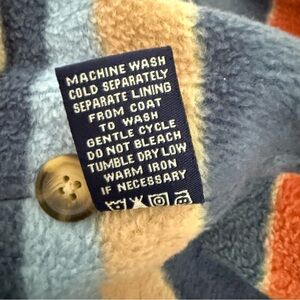 MACHINE WASH
COLD SEPARATELY
SEPARATE LINING
FROM COAT
TO WASH
GENTLE CYCLE
DO NOT BLEACH
TUMBLE DRY LOW
WARM IRON
IF NECESSARY